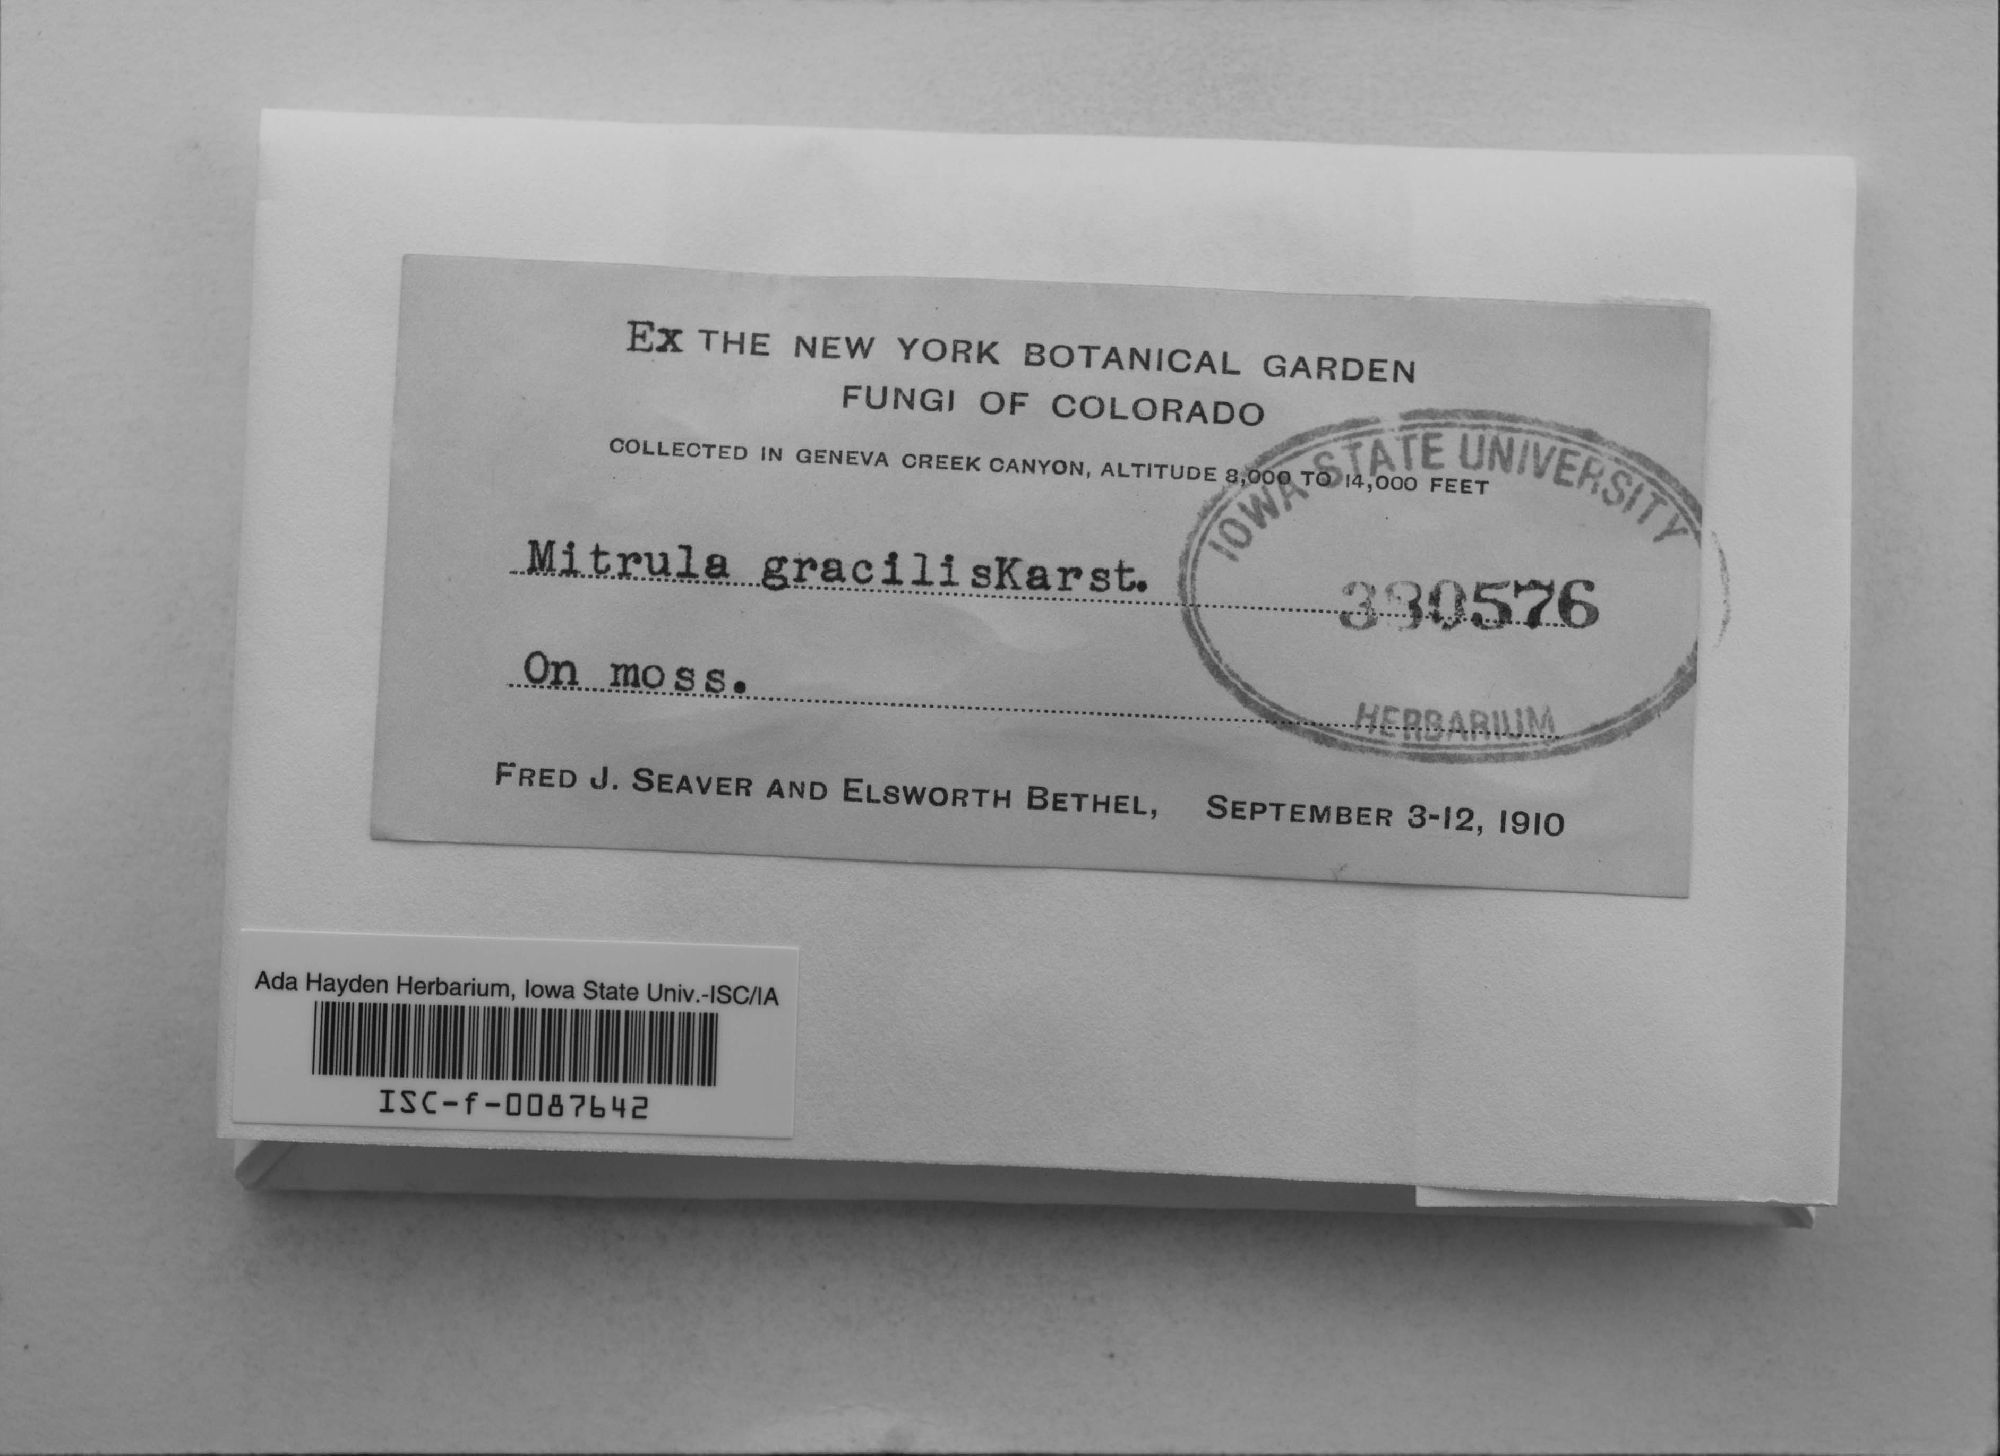 Ex THE NEW YORK BOTANICAL GARDEN
FUNGI OF COLORADO
COLLECTED IN GENEVA CREEK CANYON, ALTITUDE 8,000 TO 14,000 FEET
IOWA STATE UNIVERSITY
Mitrula gracilisKarst.
On moss.
HERBARIUM
FRED J. SEAVER AND ELSWORTH BETHEL, SEPTEMBER 3-12, 1910
Ada Hayden Herbarium, Iowa State Univ.-ISC/IA
ISC-f-0087642